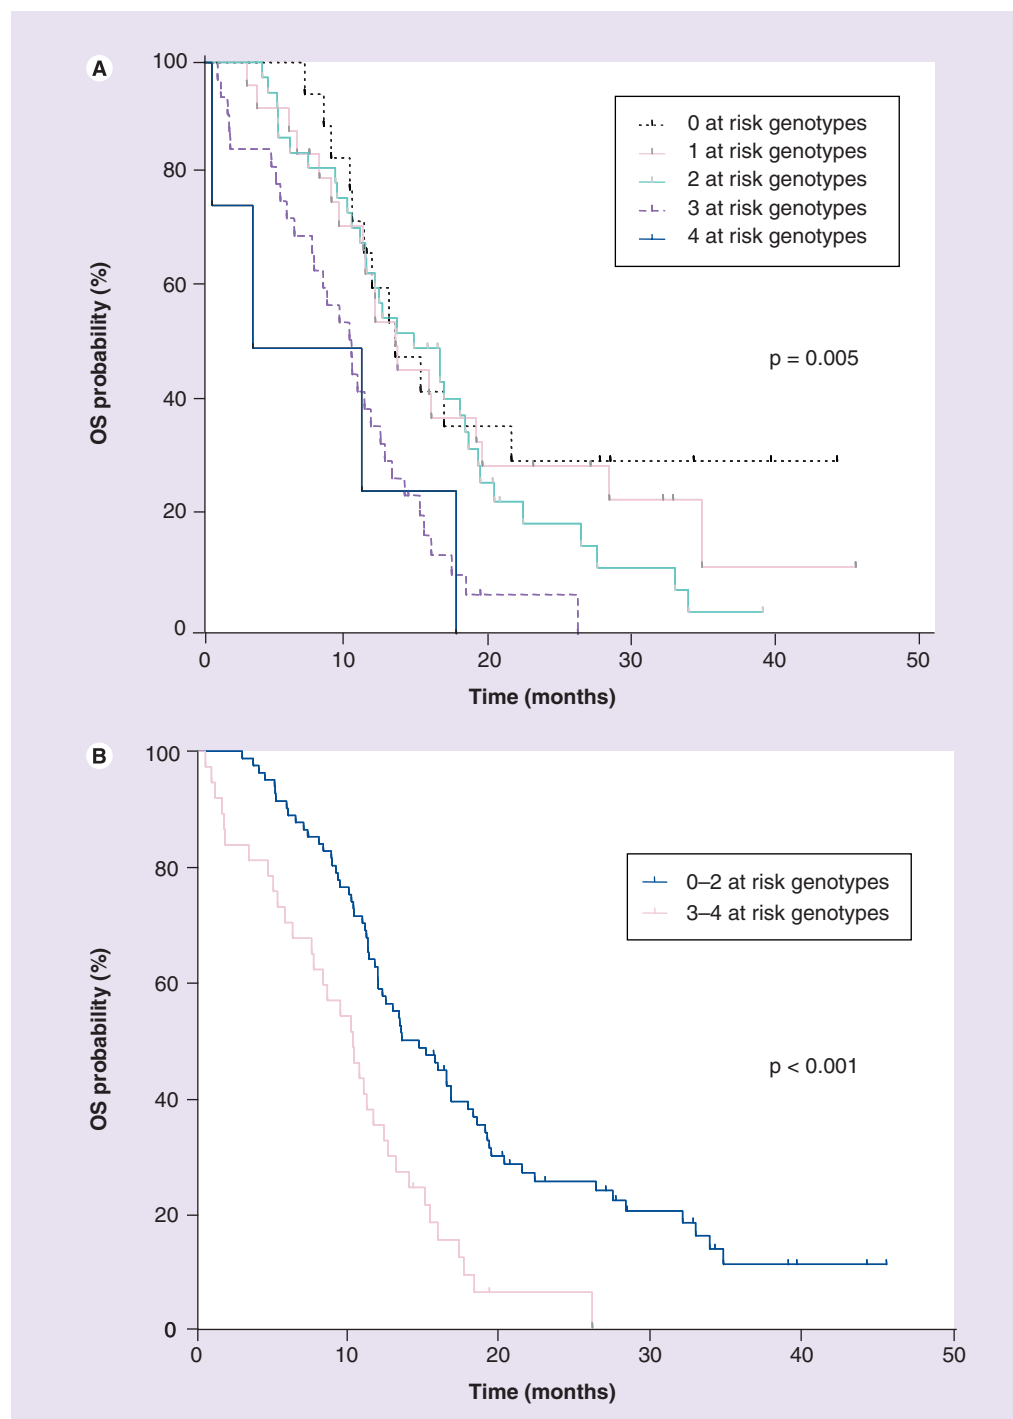 A
100
80
60
40
20
0
OS probability (%)
0 at risk genotypes
1 at risk genotypes
2 at risk genotypes
3 at risk genotypes
4 at risk genotypes
p = 0.005
0 10 20 30 40 50
Time (months)
B
100
80
60
40
20
0
OS probability (%)
0–2 at risk genotypes
3–4 at risk genotypes
p < 0.001
0 10 20 30 40 50
Time (months)